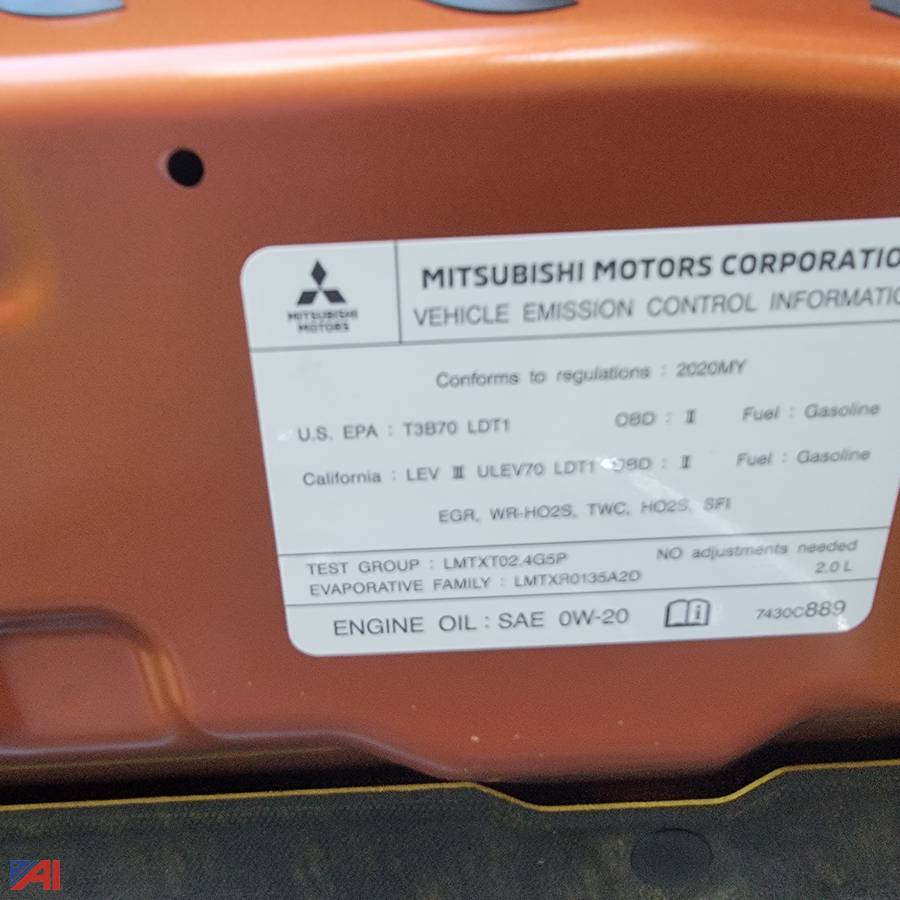 MITSUBISHI
MOTORS
MITSUBISHI MOTORS CORPORATIO
VEHICLE EMISSION CONTROL INFORMATIO
Conforms to regulations : 2020MY
U.S. EPA : T3B70 LDT1 OBD : II Fuel : Gasoline
California : LEV III ULEV70 LDT1 OBD : II Fuel : Gasoline
EGR, WR-HO2S, TWC, HO2S, SFI
TEST GROUP : LMTXT02.4G5P NO adjustments needed
EVAPORATIVE FAMILY : LMTXR0135A2D 2.0 L
ENGINE OIL : SAE 0W-20 7430C889
AI